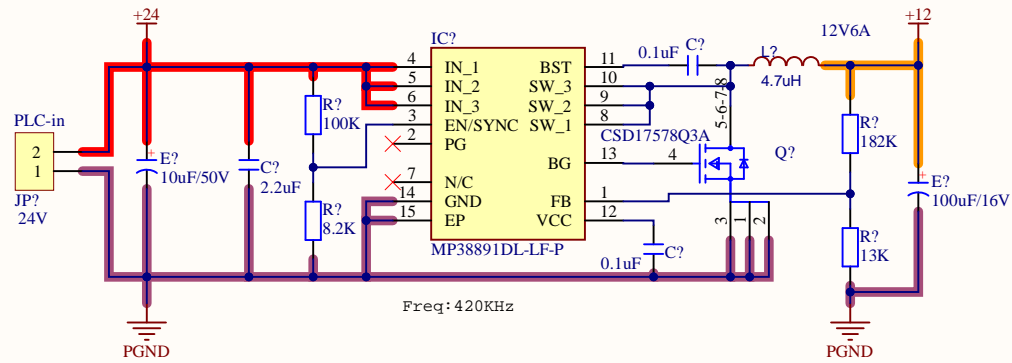 +24
+12
12V6A
IC?
C?
0.1uF
L?
4.7uH
4
IN_1
BST
11
5
IN_2
SW_3
10
6
IN_3
SW_2
9
3
EN/SYNC
SW_1
8
2
PG
5-6-7-8
CSD17578Q3A
BG
13
4
Q?
7
N/C
14
GND
FB
1
15
EP
VCC
12
MP38891DL-LF-P
PLC-in
2
1
JP?
24V
E?
10uF/50V
C?
2.2uF
R?
100K
R?
8.2K
0.1uF
C?
3
1
2
R?
182K
E?
100uF/16V
R?
13K
Freq:420KHz
PGND
PGND